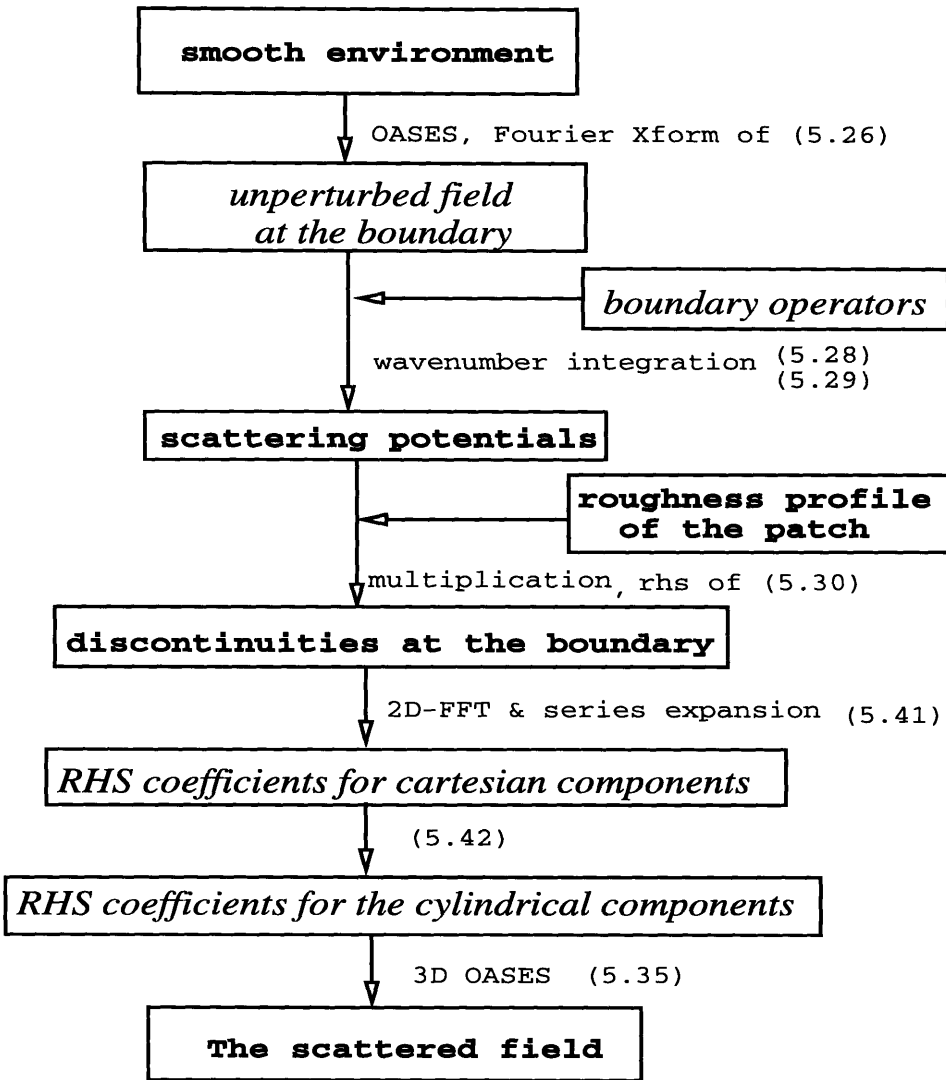 smooth environment
OASES, Fourier Xform of (5.26)
unperturbed field
at the boundary
boundary operators
wavenumber integration (5.28)
(5.29)
scattering potentials
roughness profile
of the patch
multiplication, rhs of (5.30)
discontinuities at the boundary
2D-FFT & series expansion (5.41)
RHS coefficients for cartesian components
(5.42)
RHS coefficients for the cylindrical components
3D OASES (5.35)
The scattered field